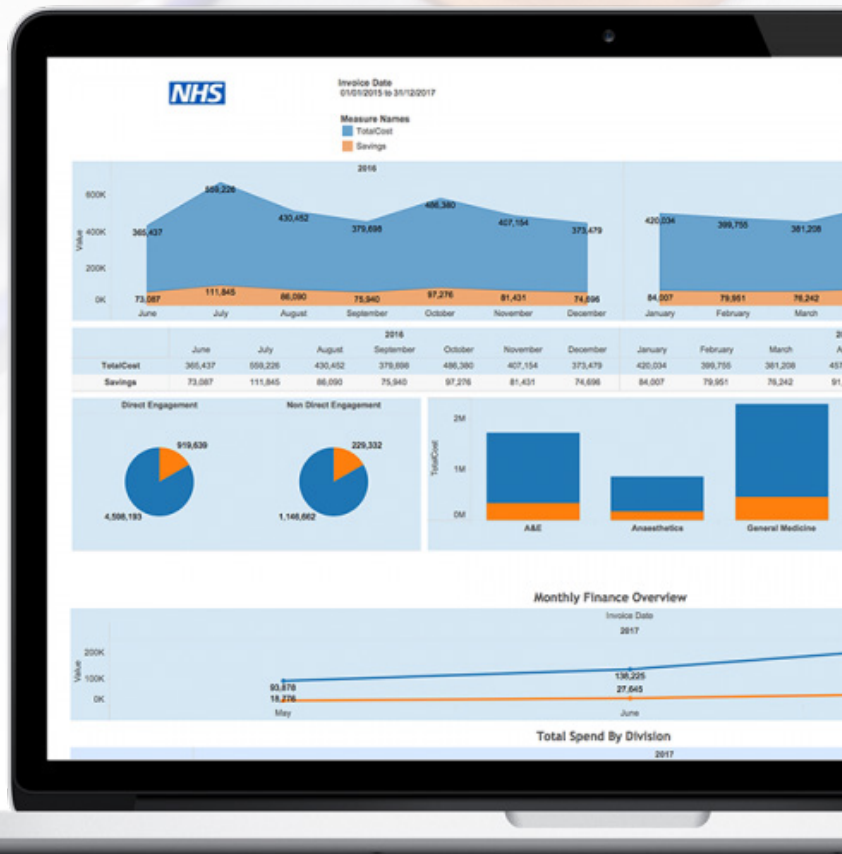 NHS
Invoice Date
01/01/2015 to 31/12/2017
Measure Names
TotalCost
Savings
2016
600K
400K
200K
0K
Value
365,437
559,226
430,452
379,698
486,380
407,154
373,479
420,034
399,755
381,208
73,087
111,845
86,090
75,940
97,276
81,431
74,696
84,007
79,951
76,242
June July August September October November December January February March
2016
June July August September October November December January February March A
TotalCost 365,437 559,226 430,452 379,698 486,380 407,154 373,479 420,034 399,755 381,208 457
Savings 73,087 111,845 86,090 75,940 97,276 81,431 74,696 84,007 79,951 76,242 91,
Direct Engagement
919,639
4,598,193
Non Direct Engagement
229,332
1,146,662
TotalCost
2M
1M
0M
A&E Anaesthetics General Medicine
Monthly Finance Overview
Invoice Date
2017
Value
200K
100K
0K
93,878
18,776
138,225
27,645
May June
Total Spend By Division
2017